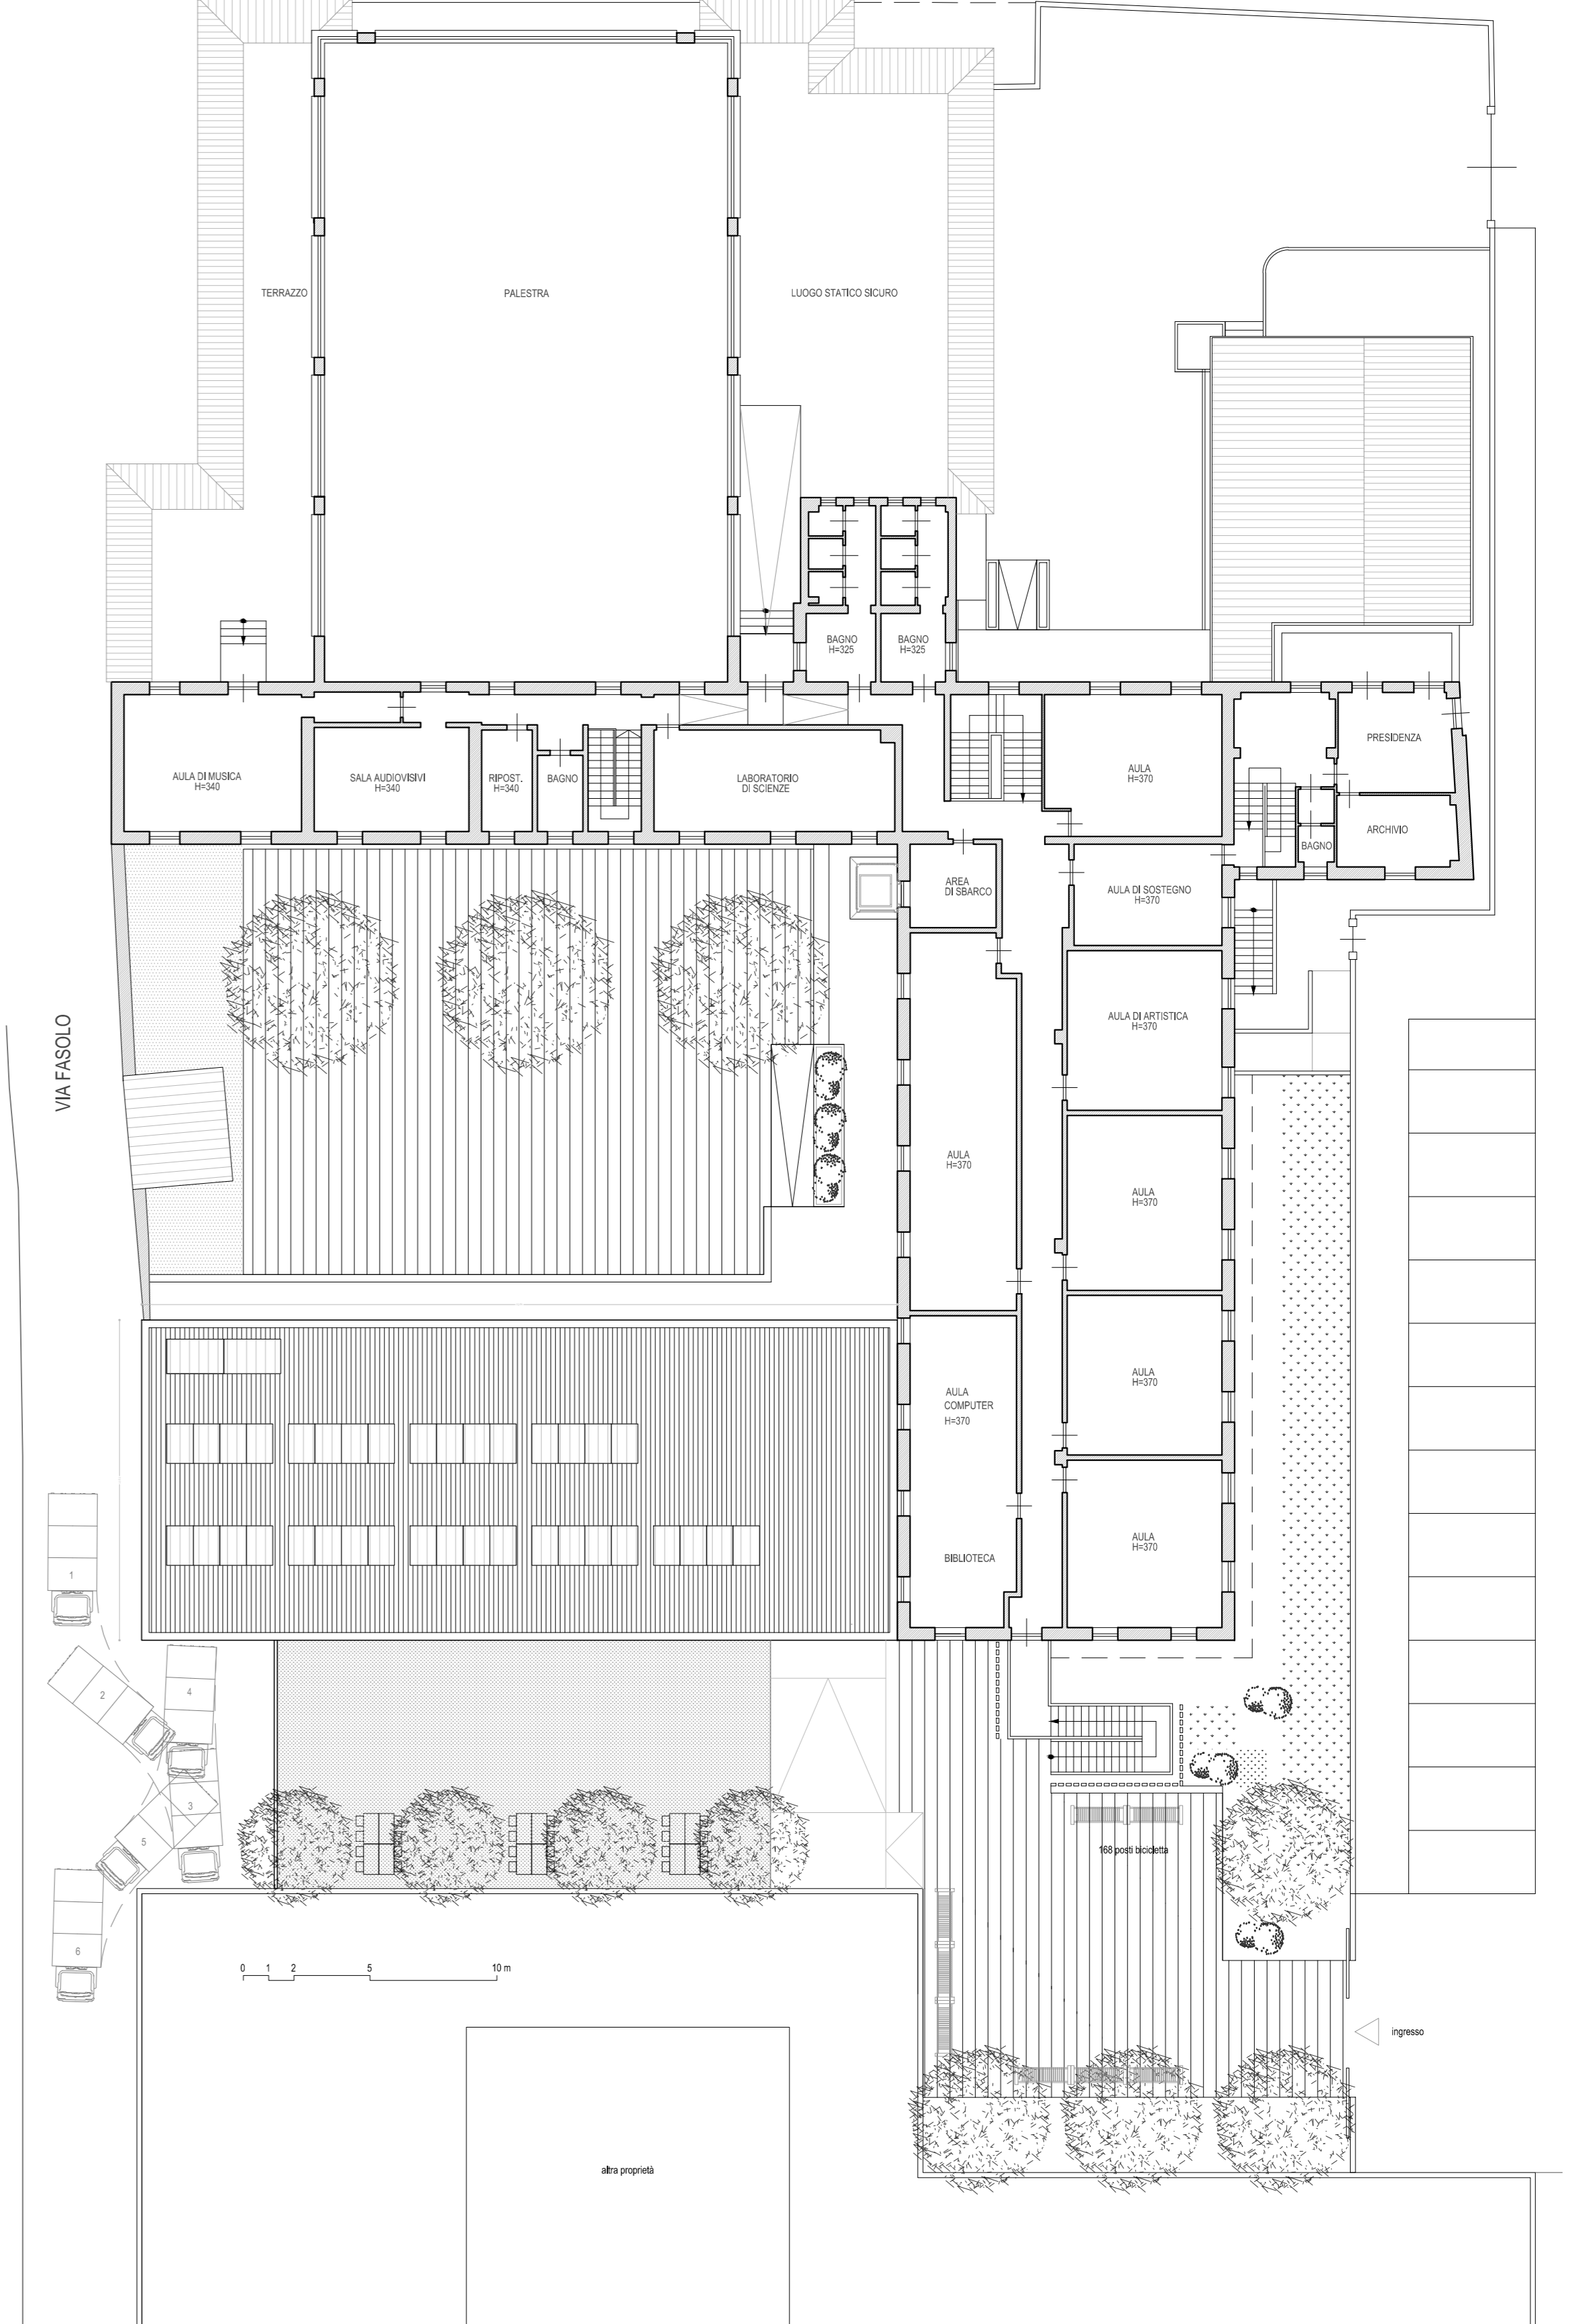 TERRAZZO
PALESTRA
LUOGO STATICO SICURO
BAGNO
H=325
BAGNO
H=325
AULA DI MUSICA
H=340
SALA AUDIOVISIVI
H=340
RIPOST.
H=340
BAGNO
LABORATORIO
DI SCIENZE
AULA
H=370
PRESIDENZA
ARCHIVIO
BAGNO
AREA
DI SBARCO
AULA DI SOSTEGNO
H=370
AULA DI ARTISTICA
H=370
VIA FASOLO
AULA
H=370
AULA
H=370
AULA
H=370
AULA
COMPUTER
H=370
AULA
H=370
BIBLIOTECA
1
2
4
3
5
6
168 posti bicicletta
0 1 2 5 10 m
ingresso
altra proprietà